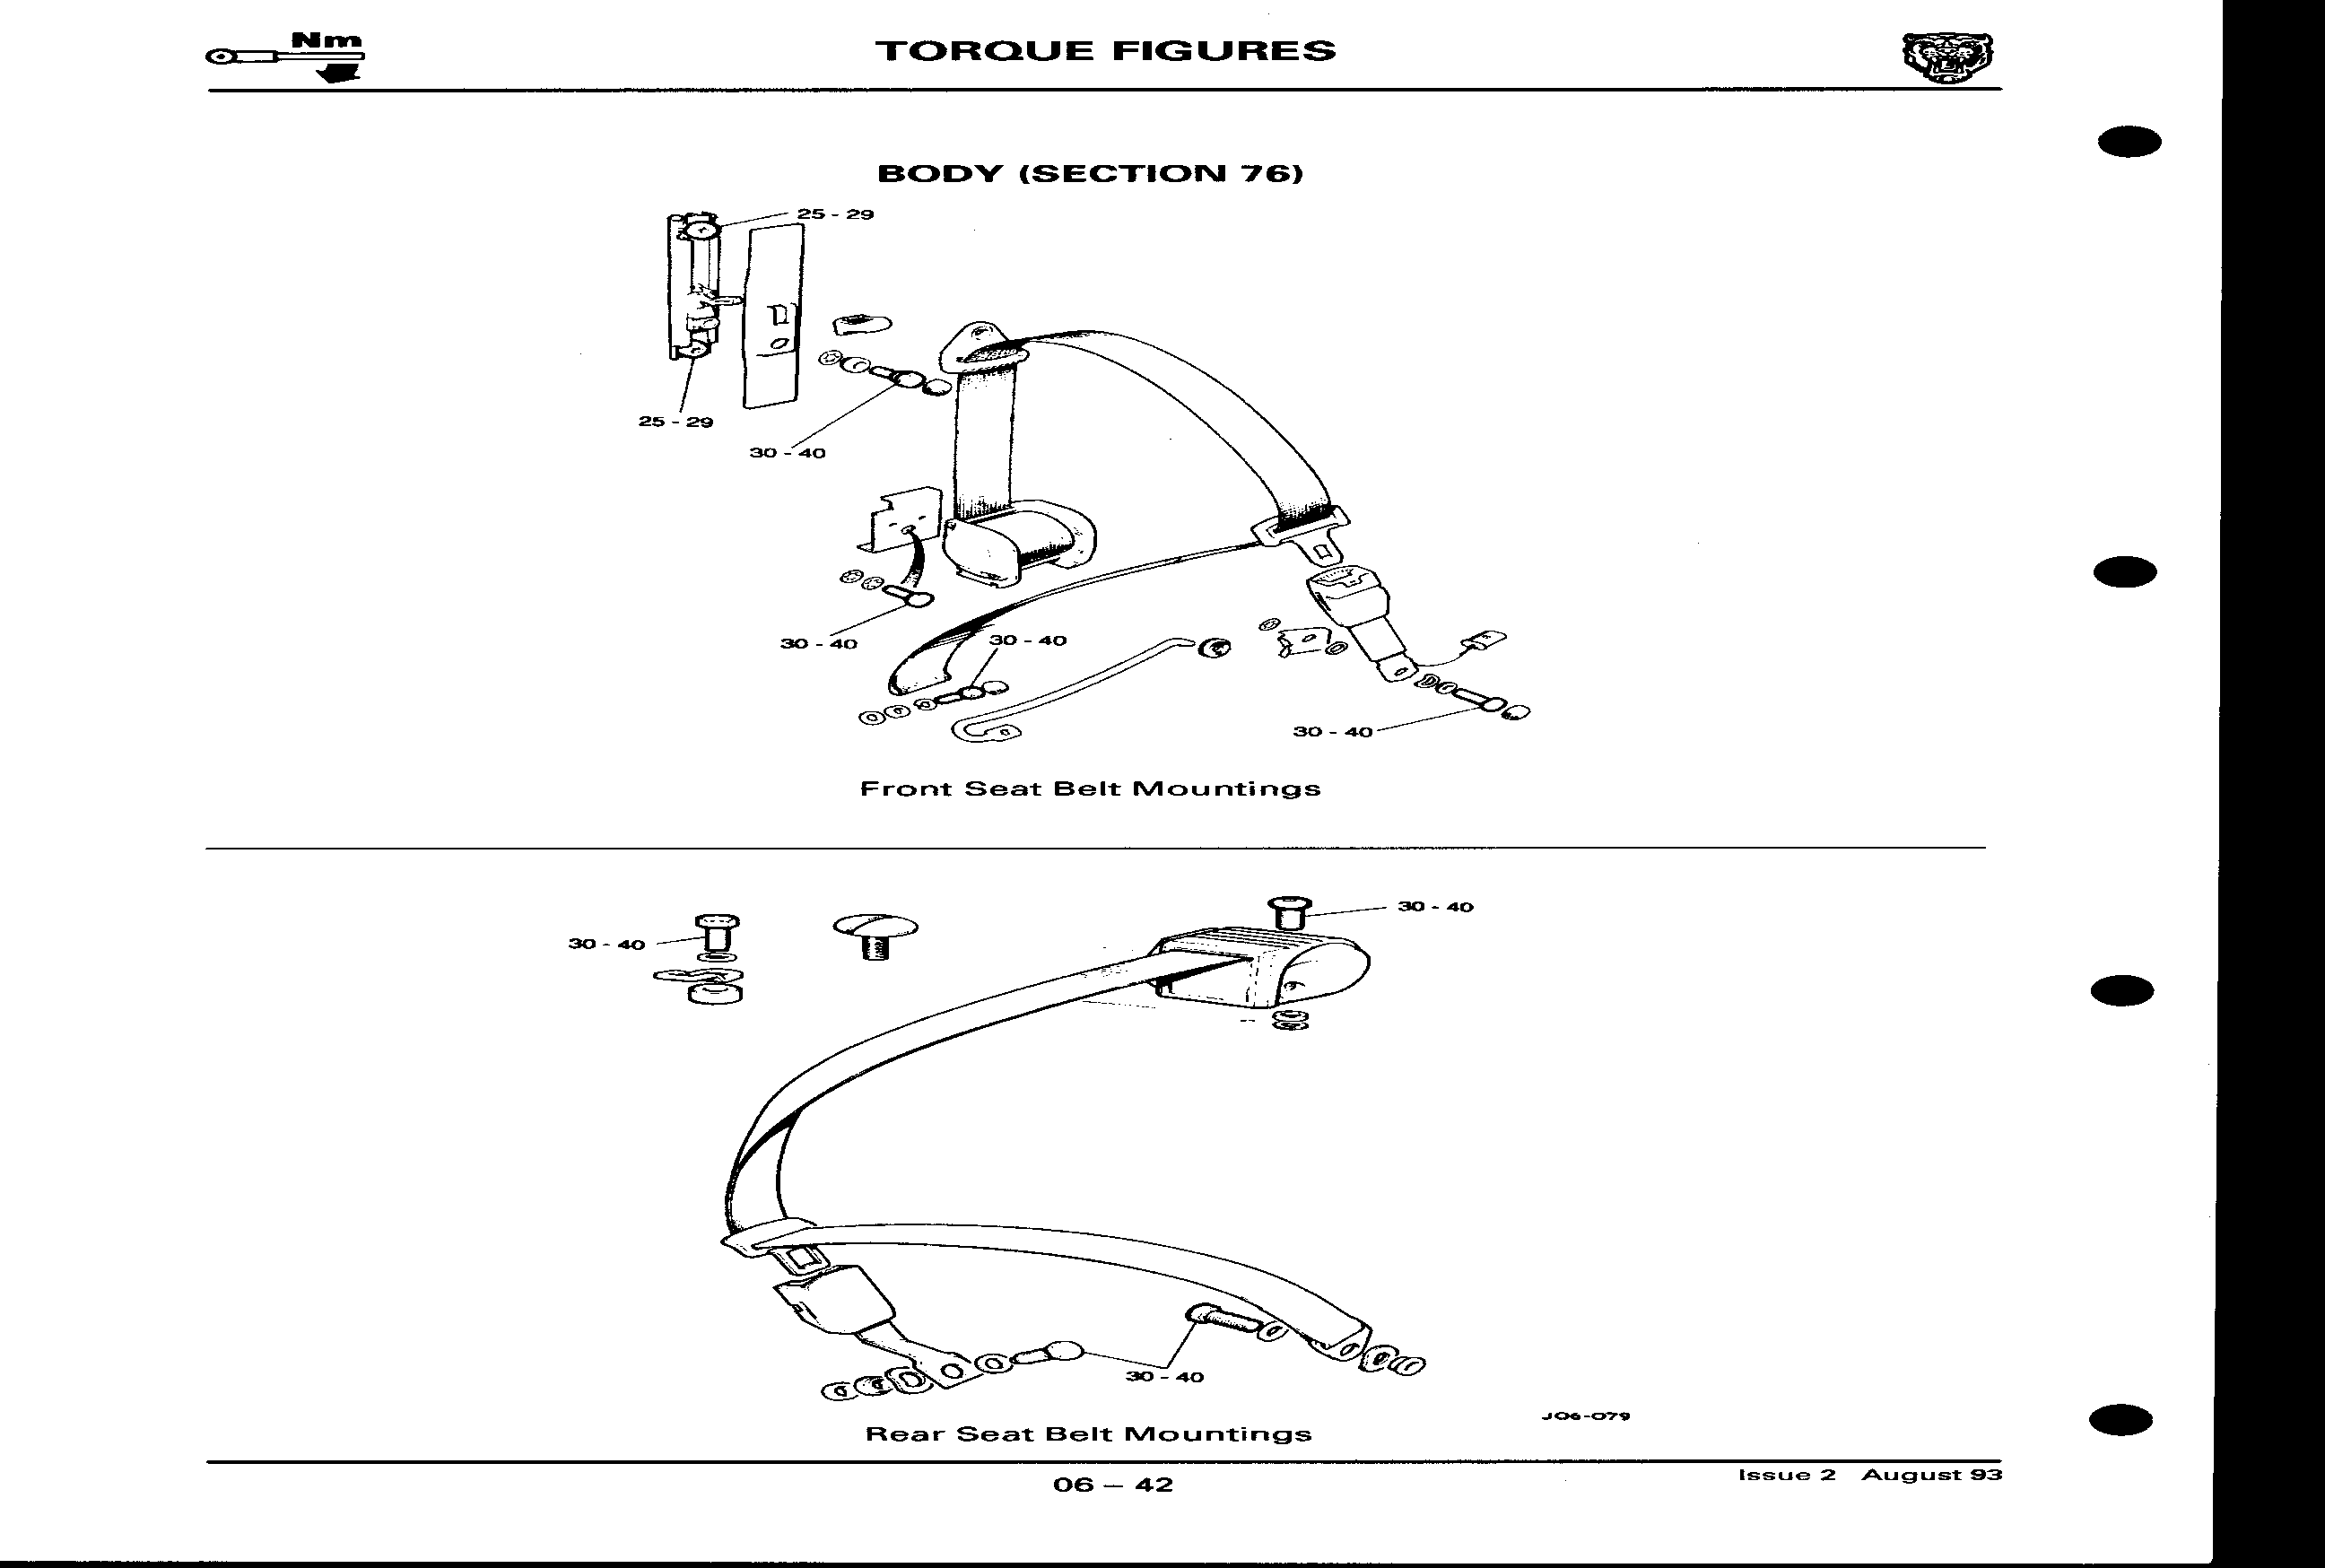 Nm
TORQUE FIGURES
BODY (SECTION 76)
25 - 29
25 - 29
30 - 40
30 - 40
30 - 40
30 - 40
Front Seat Belt Mountings
30 - 40
30 - 40
30 - 40
J06-079
Rear Seat Belt Mountings
06 – 42
Issue 2 August 93